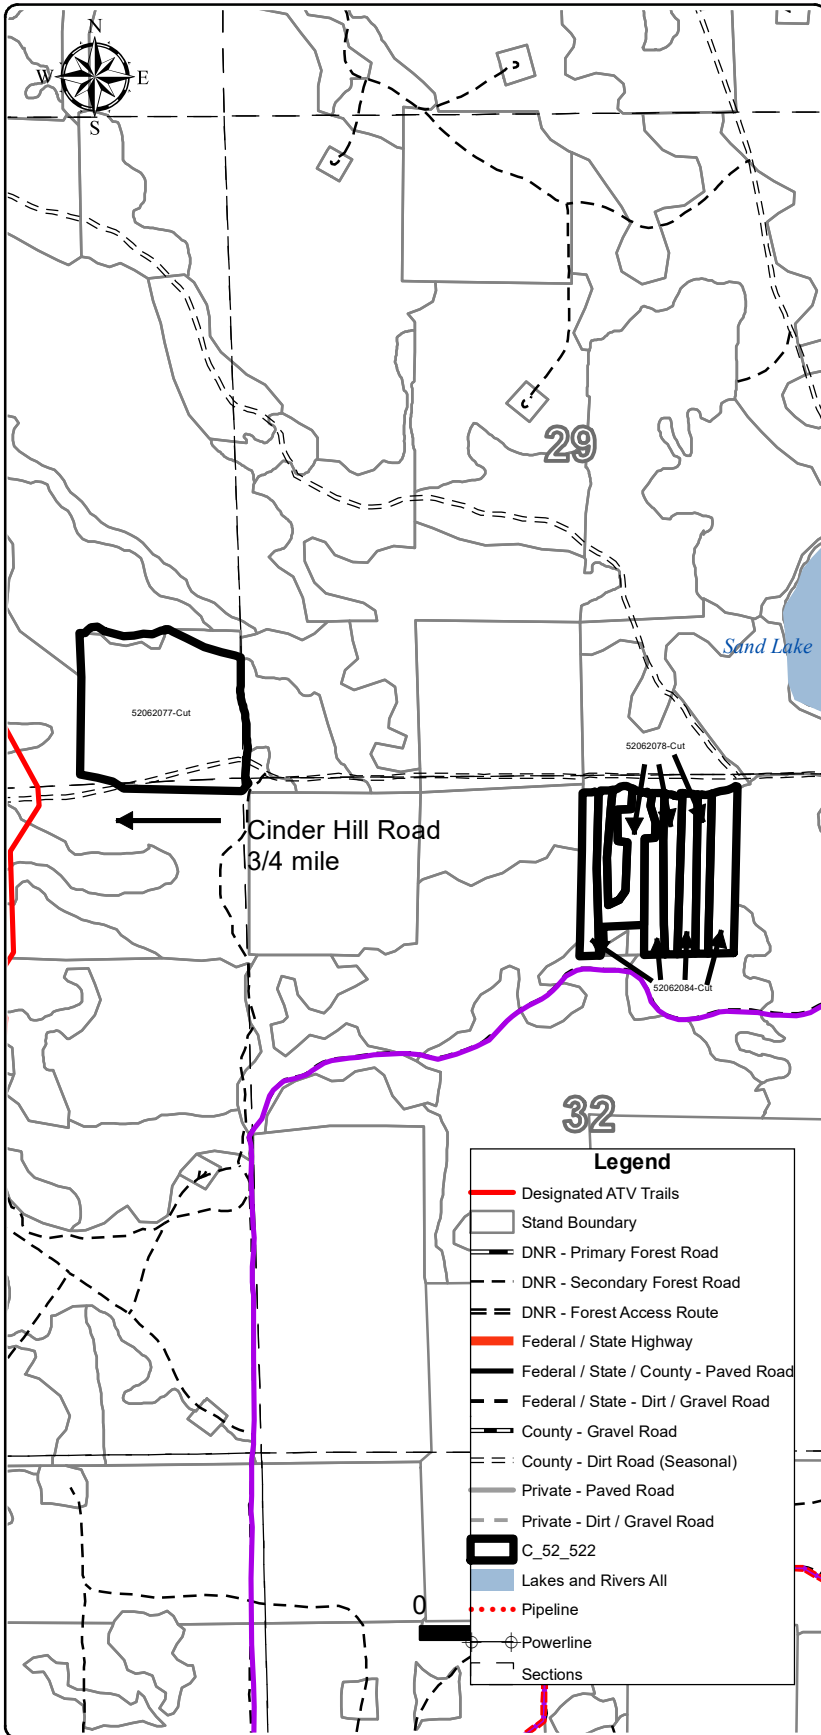 N
W E
S
29
Sand Lake
52062077-Cut
52062078-Cut
Cinder Hill Road
3/4 mile
52062084-Cut
32
Legend
Designated ATV Trails
Stand Boundary
DNR - Primary Forest Road
DNR - Secondary Forest Road
DNR - Forest Access Route
Federal / State Highway
Federal / State / County - Paved Road
Federal / State - Dirt / Gravel Road
County - Gravel Road
County - Dirt Road (Seasonal)
Private - Paved Road
Private - Dirt / Gravel Road
C_52_522
Lakes and Rivers All
Pipeline
Powerline
Sections
0